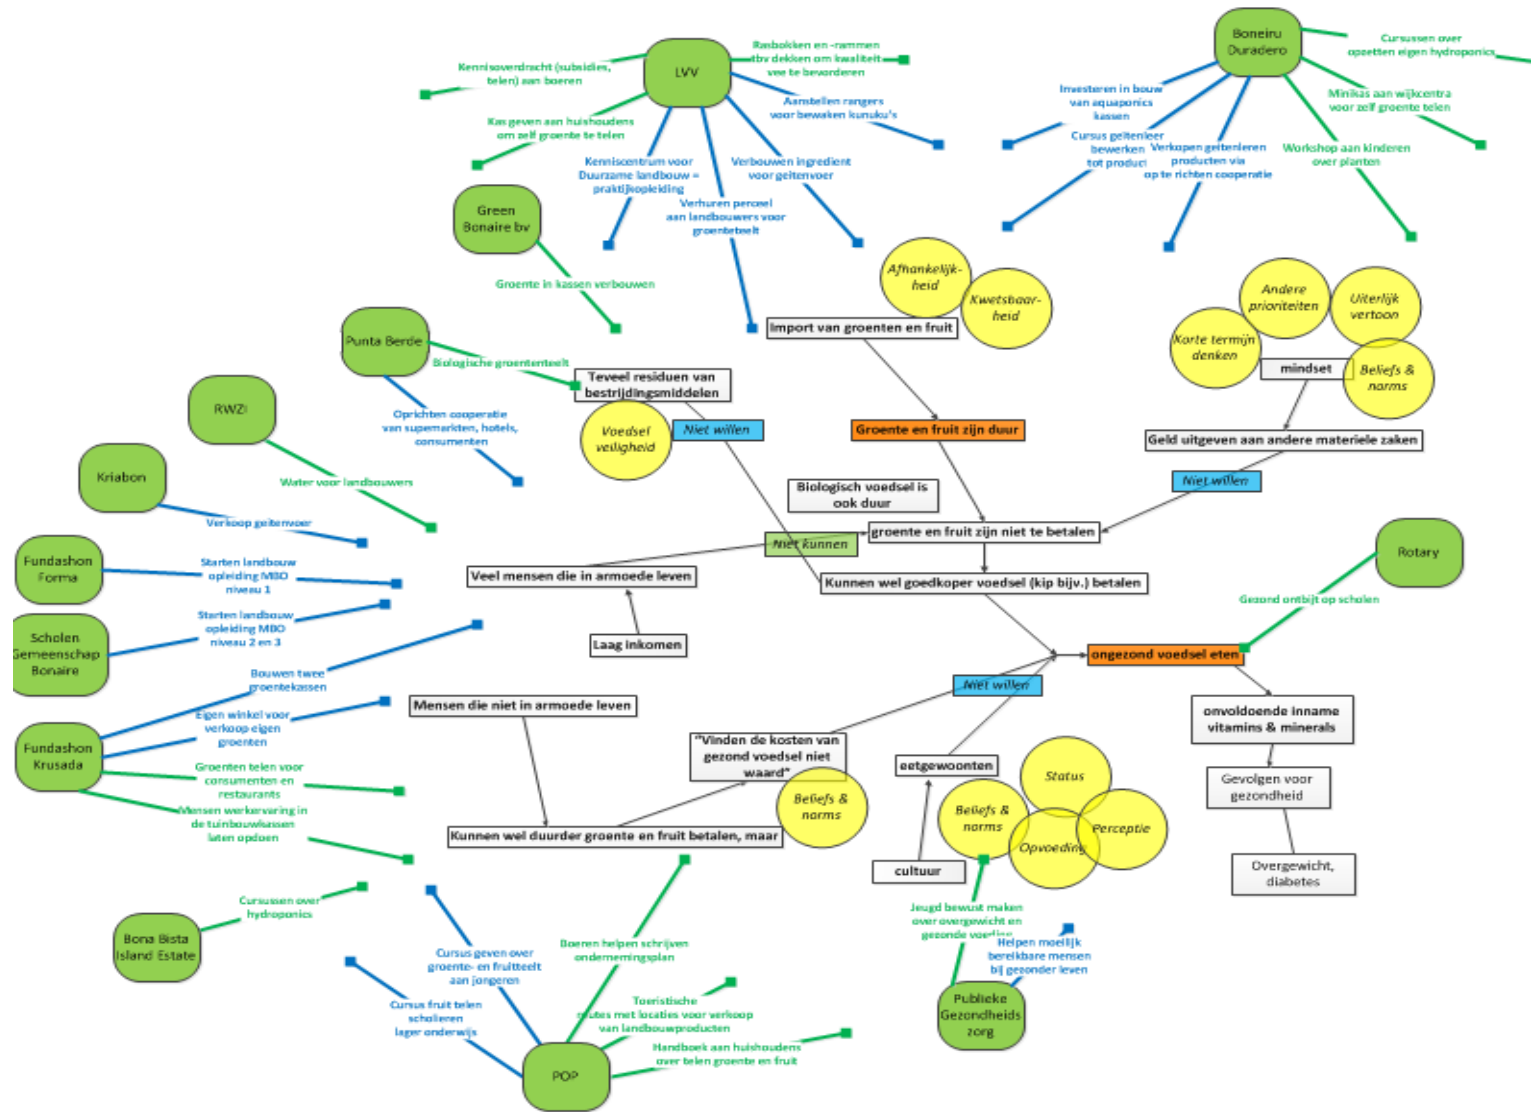 Boneiru
Duradero
Cursussen over
opzetten eigen hydroponics
Rasbokken en -rammen
tbv dekken om kwaliteit
vee te bevorderen
Kennisoverdracht (subsidies,
telen) aan boeren
LVV
Investeren in bouw
van aquaponics
kassen
Minikas aan wijkcentra
voor zelf groente telen
Aanstellen rangers
voor bewaken kunuku's
Kas geven aan huishoudens
om zelf groente te telen
Cursus geitenleer
bewerken
tot product
Verkopen geitenleren
producten via
op te richten cooperatie
Workshop aan kinderen
over planten
Kenniscentrum voor
Duurzame landbouw =
praktijkopleiding
Verbouwen ingredient
voor geitenvoer
Verhuren perceel
aan landbouwers voor
groenteteelt
Green
Bonaire bv
Groente in kassen verbouwen
Afhankelijk-
heid
Kwetsbaar-
heid
Andere
prioriteiten
Uiterlijk
vertoon
Korte termijn
denken
Beliefs &
norms
mindset
Import van groenten en fruit
Punta Berde
Biologische groententeelt
Teveel residuen van
bestrijdingsmiddelen
RWZI
Oprichten cooperatie
van supemarkten, hotels,
consumenten
Voedsel
veiligheid
Niet willen
Groente en fruit zijn duur
Geld uitgeven aan andere materiele zaken
Kriabon
Water voor landbouwers
Biologisch voedsel is
ook duur
Niet willen
Verkoop geitenvoer
groente en fruit zijn niet te betalen
Niet kunnen
Rotary
Fundashon
Forma
Starten landbouw
opleiding MBO
niveau 1
Veel mensen die in armoede leven
Kunnen wel goedkoper voedsel (kip bijv.) betalen
Gezond ontbijt op scholen
Scholen
Gemeenschap
Bonaire
Starten landbouw
opleiding MBO
niveau 2 en 3
Laag inkomen
ongezond voedsel eten
Bouwen twee
groentekassen
Niet willen
Mensen die niet in armoede leven
onvoldoende inname
vitamins & minerals
Fundashon
Krusada
Eigen winkel voor
verkoop eigen
groenten
"Vinden de kosten van
gezond voedsel niet
waard"
eetgewoonten
Status
Groenten telen voor
consumenten en
restaurants
Gevolgen voor
gezondheid
Beliefs &
norms
Beliefs &
norms
Perceptie
Opvoeding
Mensen werkervaring in
de tuinbouwkassen
laten opdoen
Kunnen wel duurder groente en fruit betalen, maar
cultuur
Overgewicht,
diabetes
Cursussen over
hydroponics
Bona Bista
Island Estate
Jeugd bewust maken
over overgewicht en
gezonde voeding
Helpen moeilijk
bereikbare mensen
bij gezonder leven
Cursus geven over
groente- en fruitteelt
aan jongeren
Boeren helpen schrijven
ondernemingsplan
Cursus fruit telen
scholieren
lager onderwijs
Toeristische
routes met locaties voor verkoop
van landbouwproducten
Publieke
Gezondheids
zorg
Handboek aan huishoudens
over telen groente en fruit
POP